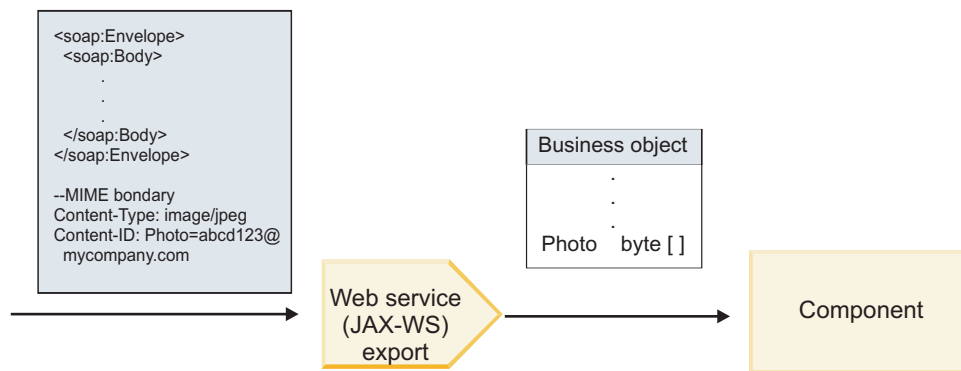 <soap:Envelope>
<soap:Body>
.
.
.
</soap:Body>
</soap:Envelope>
--MIME bondary
Content-Type: image/jpeg
Content-ID: Photo=abcd123@
mycompany.com
Web service
(JAX-WS)
export
Business object
.
.
.
Photo byte [ ]
Component